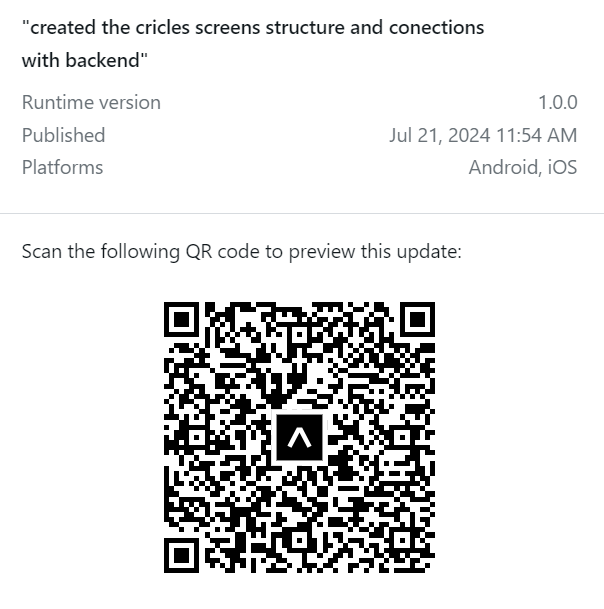 "created the cricles screens structure and conections
with backend"
Runtime version 1.0.0
Published Jul 21, 2024 11:54 AM
Platforms Android, iOS
Scan the following QR code to preview this update: